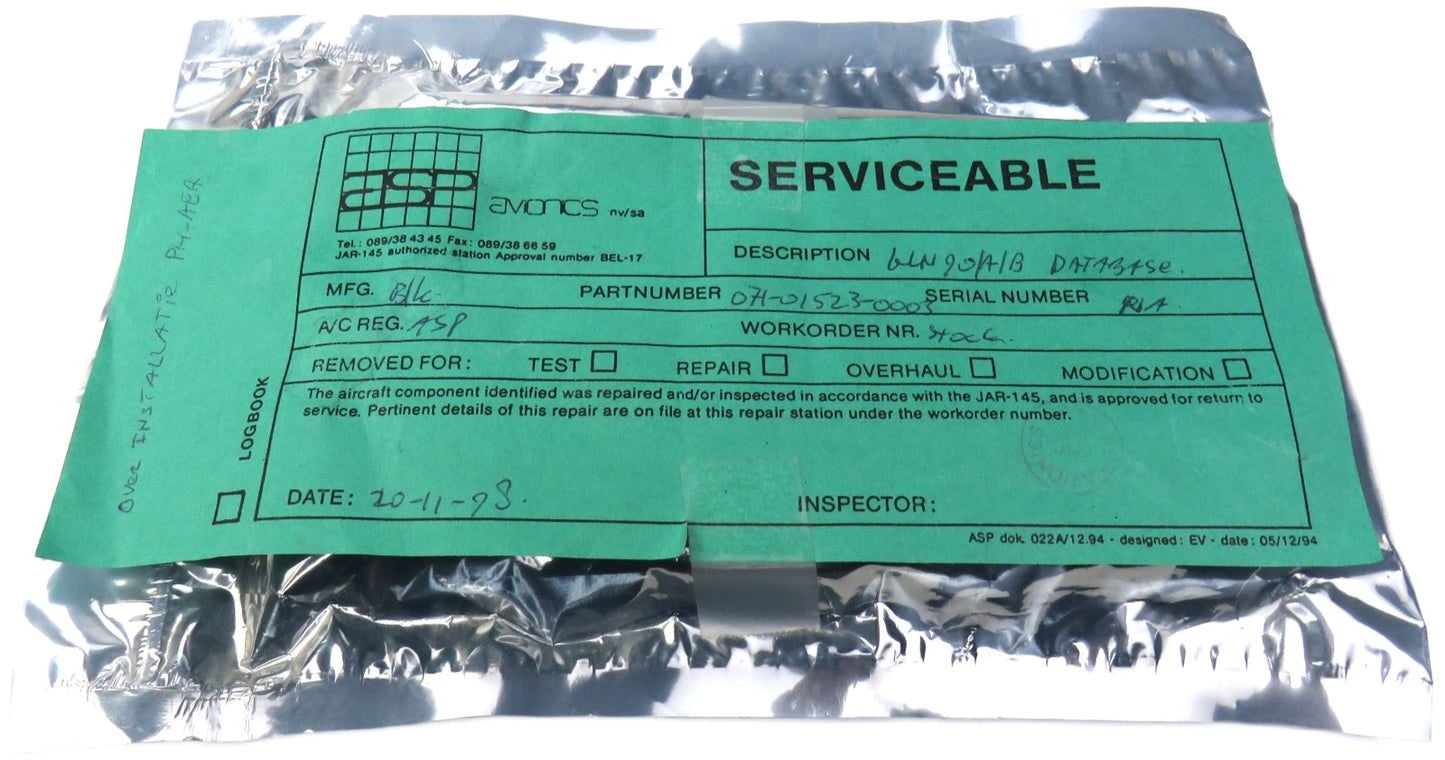 OVER INSTALLATIE PH-AER.
LOGBOOK
asp avionics nv/sa
Tel.: 089/38 43 45 Fax: 089/38 66 59
JAR-145 authorized station Approval number BEL-17
SERVICEABLE
DESCRIPTION KLN90/A/B DATABASE.
MFG. B/K. PARTNUMBER 071-01523-0003 SERIAL NUMBER NA.
A/C REG. ASP WORKORDER NR. Stock.
REMOVED FOR: TEST REPAIR OVERHAUL MODIFICATION
The aircraft component identified was repaired and/or inspected in accordance with the JAR-145, and is approved for return to
service. Pertinent details of this repair are on file at this repair station under the workorder number.
DATE: 20-11-98. INSPECTOR:
ASP dok. 022A/12.94 - designed: EV - date: 05/12/94